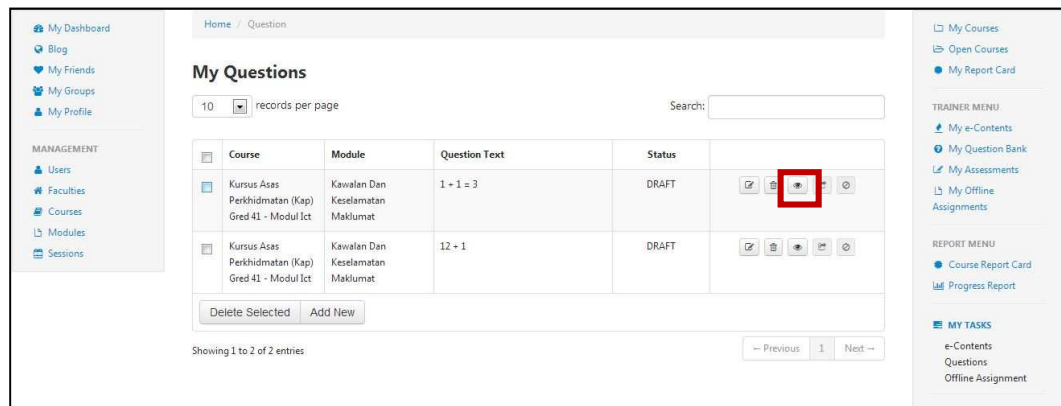 My Dashboard
Blog
My Friends
My Groups
My Profile
MANAGEMENT
Users
Faculties
Courses
Modules
Sessions
Home / Question
My Questions
10 records per page
Search:
Course Module Question Text Status
Kursus Asas
Perkhidmatan (Kap)
Gred 41 - Modul Ict
Kawalan Dan
Keselamatan
Maklumat
1 + 1 = 3
DRAFT
Kursus Asas
Perkhidmatan (Kap)
Gred 41 - Modul Ict
Kawalan Dan
Keselamatan
Maklumat
12 + 1
DRAFT
Delete Selected Add New
Showing 1 to 2 of 2 entries
← Previous 1 Next →
My Courses
Open Courses
My Report Card
TRAINER MENU
My e-Contents
My Question Bank
My Assessments
My Offline
Assignments
REPORT MENU
Course Report Card
Progress Report
MY TASKS
e-Contents
Questions
Offline Assignment